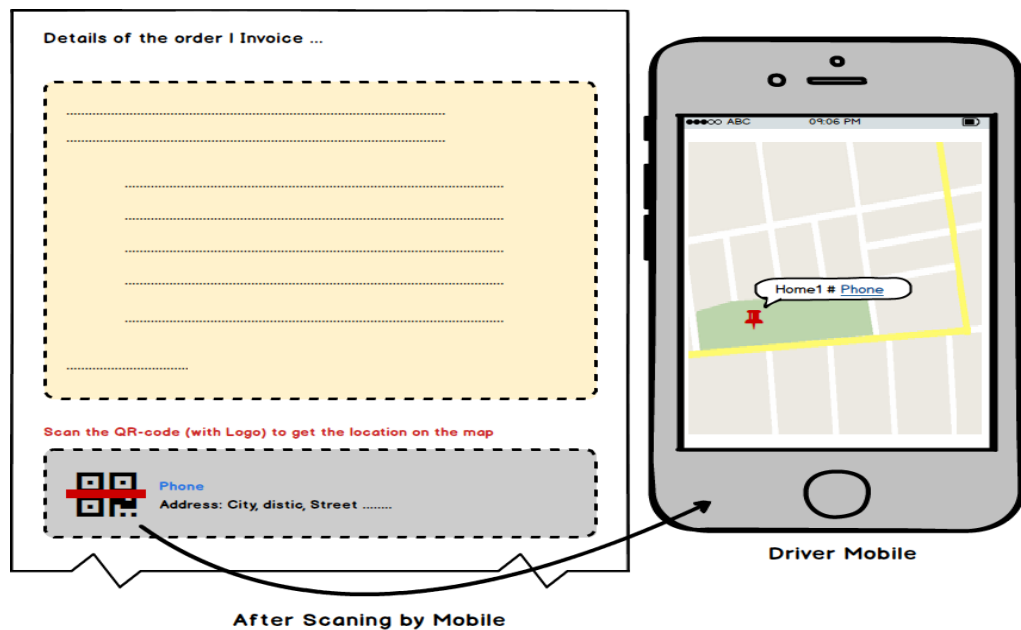 Details of the order | Invoice ...
ABC 09:06 PM
Home1 # Phone
Scan the QR-code (with Logo) to get the location on the map
Phone
Address: City, distic, Street ........
Driver Mobile
After Scaning by Mobile